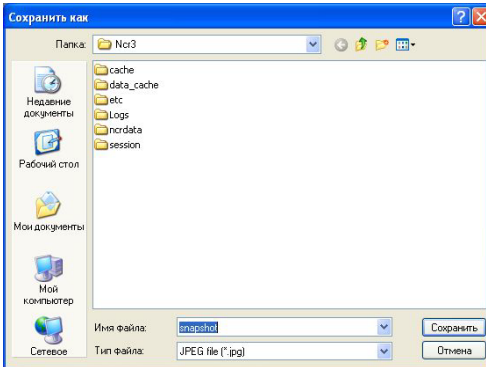 Сохранить как
Папка: Ncr3
cache
data_cache
etc
Logs
ncrdata
session
Недавние
документы
Рабочий стол
Мои документы
Мой
компьютер
Сетевое
Имя файла: snapshot Сохранить
Тип файла: JPEG file (*.jpg) Отмена